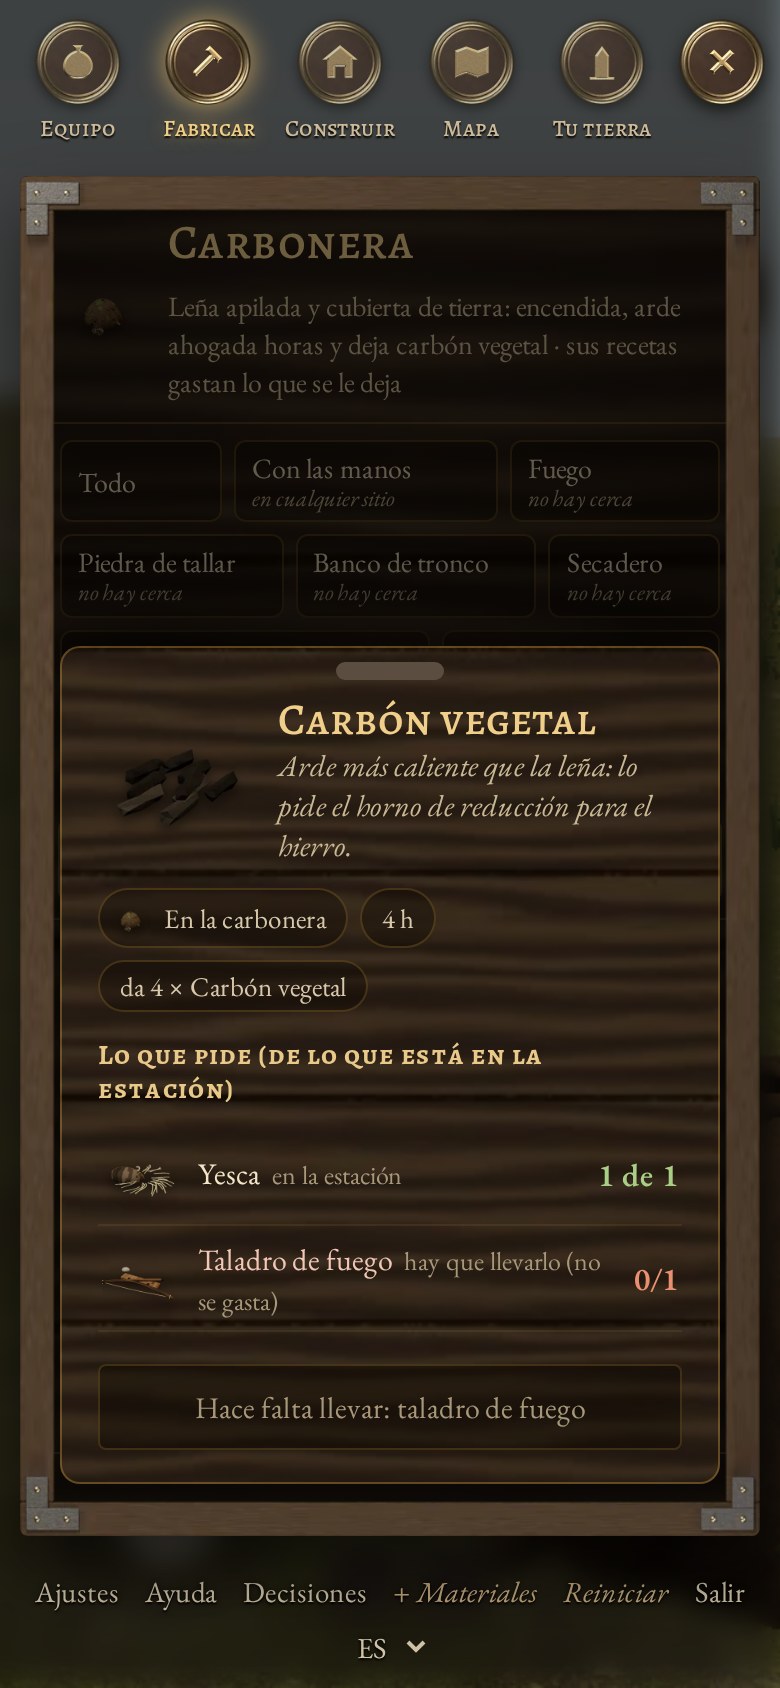 Equipo
Fabricar
Construir
Mapa
Tu tierra
Carbonera
Leña apilada y cubierta de tierra: encendida, arde
ahogada horas y deja carbón vegetal · sus recetas
gastan lo que se le deja
Todo
Con las manos
en cualquier sitio
Fuego
no hay cerca
Piedra de tallar
no hay cerca
Banco de tronco
no hay cerca
Secadero
no hay cerca
Carbón vegetal
Arde más caliente que la leña: lo
pide el horno de reducción para el
hierro.
En la carbonera
4 h
da 4 × Carbón vegetal
Lo que pide (de lo que está en la
estación)
Yesca en la estación 1 de 1
Taladro de fuego hay que llevarlo (no
se gasta)
0/1
Hace falta llevar: taladro de fuego
Ajustes Ayuda Decisiones + Materiales Reiniciar Salir
ES